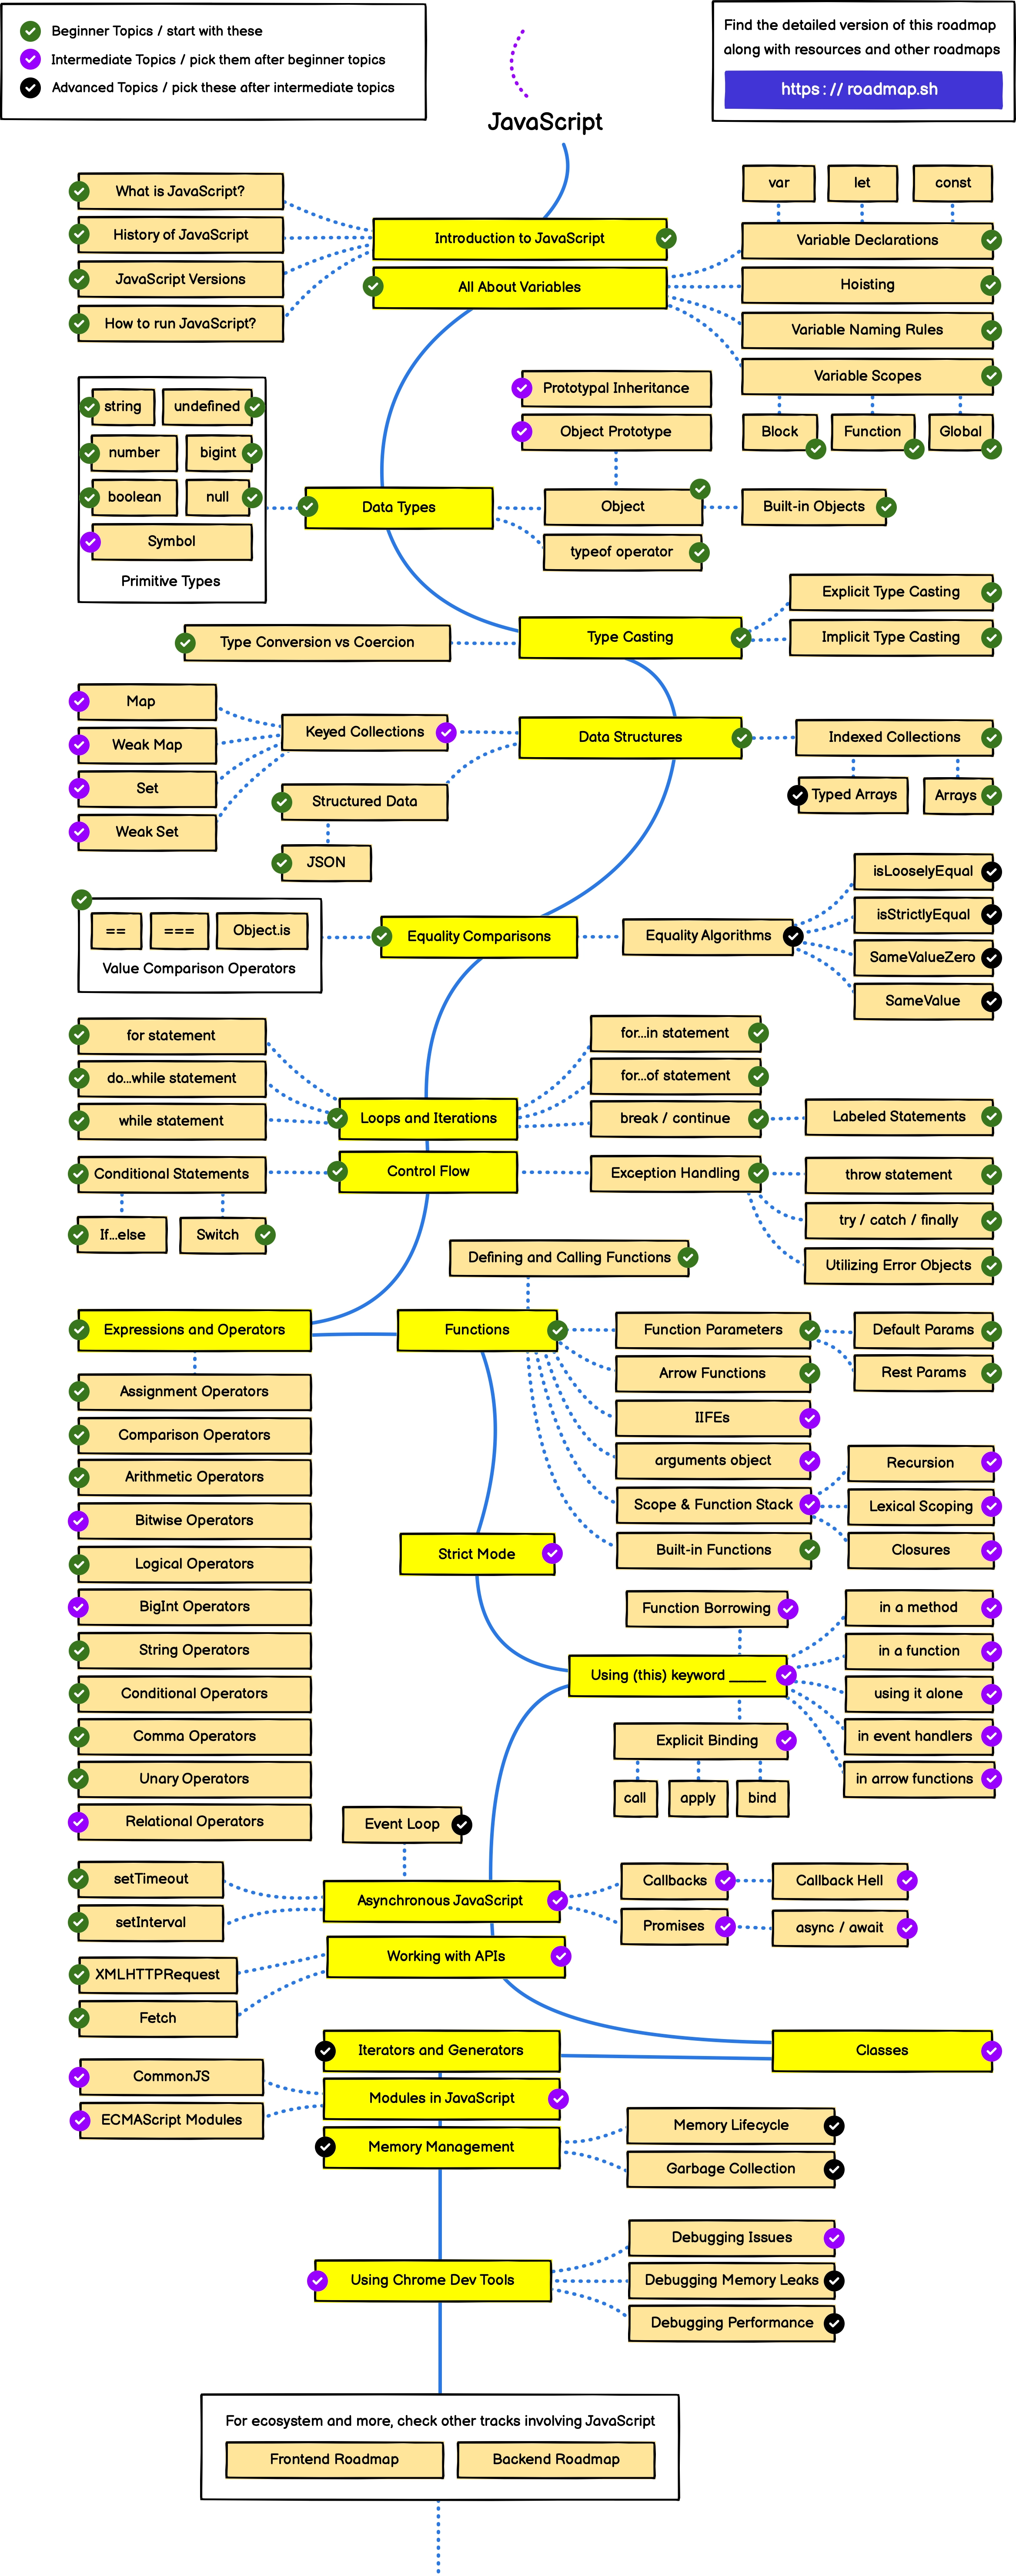 Beginner Topics / start with these
Intermediate Topics / pick them after beginner topics
Advanced Topics / pick these after intermediate topics
Find the detailed version of this roadmap
along with resources and other roadmaps
https://roadmap.sh
JavaScript
What is JavaScript?
History of JavaScript
JavaScript Versions
How to run JavaScript?
Introduction to JavaScript
All About Variables
var
let
const
Variable Declarations
Hoisting
Variable Naming Rules
Variable Scopes
Block
Function
Global
string
undefined
number
bigint
boolean
null
Symbol
Primitive Types
Data Types
Prototypal Inheritance
Object Prototype
Object
Built-in Objects
typeof operator
Type Conversion vs Coercion
Type Casting
Explicit Type Casting
Implicit Type Casting
Map
Weak Map
Set
Weak Set
Keyed Collections
Structured Data
JSON
Data Structures
Indexed Collections
Typed Arrays
Arrays
==
===
Object.is
Value Comparison Operators
Equality Comparisons
Equality Algorithms
isLooselyEqual
isStrictlyEqual
SameValueZero
SameValue
for statement
do...while statement
while statement
Loops and Iterations
for...in statement
for...of statement
break / continue
Labeled Statements
Conditional Statements
If...else
Switch
Control Flow
Exception Handling
throw statement
try / catch / finally
Utilizing Error Objects
Defining and Calling Functions
Expressions and Operators
Functions
Function Parameters
Default Params
Rest Params
Arrow Functions
IIFEs
arguments object
Scope & Function Stack
Recursion
Lexical Scoping
Closures
Built-in Functions
Assignment Operators
Comparison Operators
Arithmetic Operators
Bitwise Operators
Logical Operators
BigInt Operators
String Operators
Conditional Operators
Comma Operators
Unary Operators
Relational Operators
Strict Mode
Function Borrowing
Using (this) keyword _____
in a method
in a function
using it alone
in event handlers
in arrow functions
Explicit Binding
call
apply
bind
Event Loop
setTimeout
setInterval
Asynchronous JavaScript
Callbacks
Callback Hell
Promises
async / await
XMLHTTPRequest
Fetch
Working with APIs
Classes
Iterators and Generators
CommonJS
ECMAScript Modules
Modules in JavaScript
Memory Management
Memory Lifecycle
Garbage Collection
Using Chrome Dev Tools
Debugging Issues
Debugging Memory Leaks
Debugging Performance
For ecosystem and more, check other tracks involving JavaScript
Frontend Roadmap
Backend Roadmap